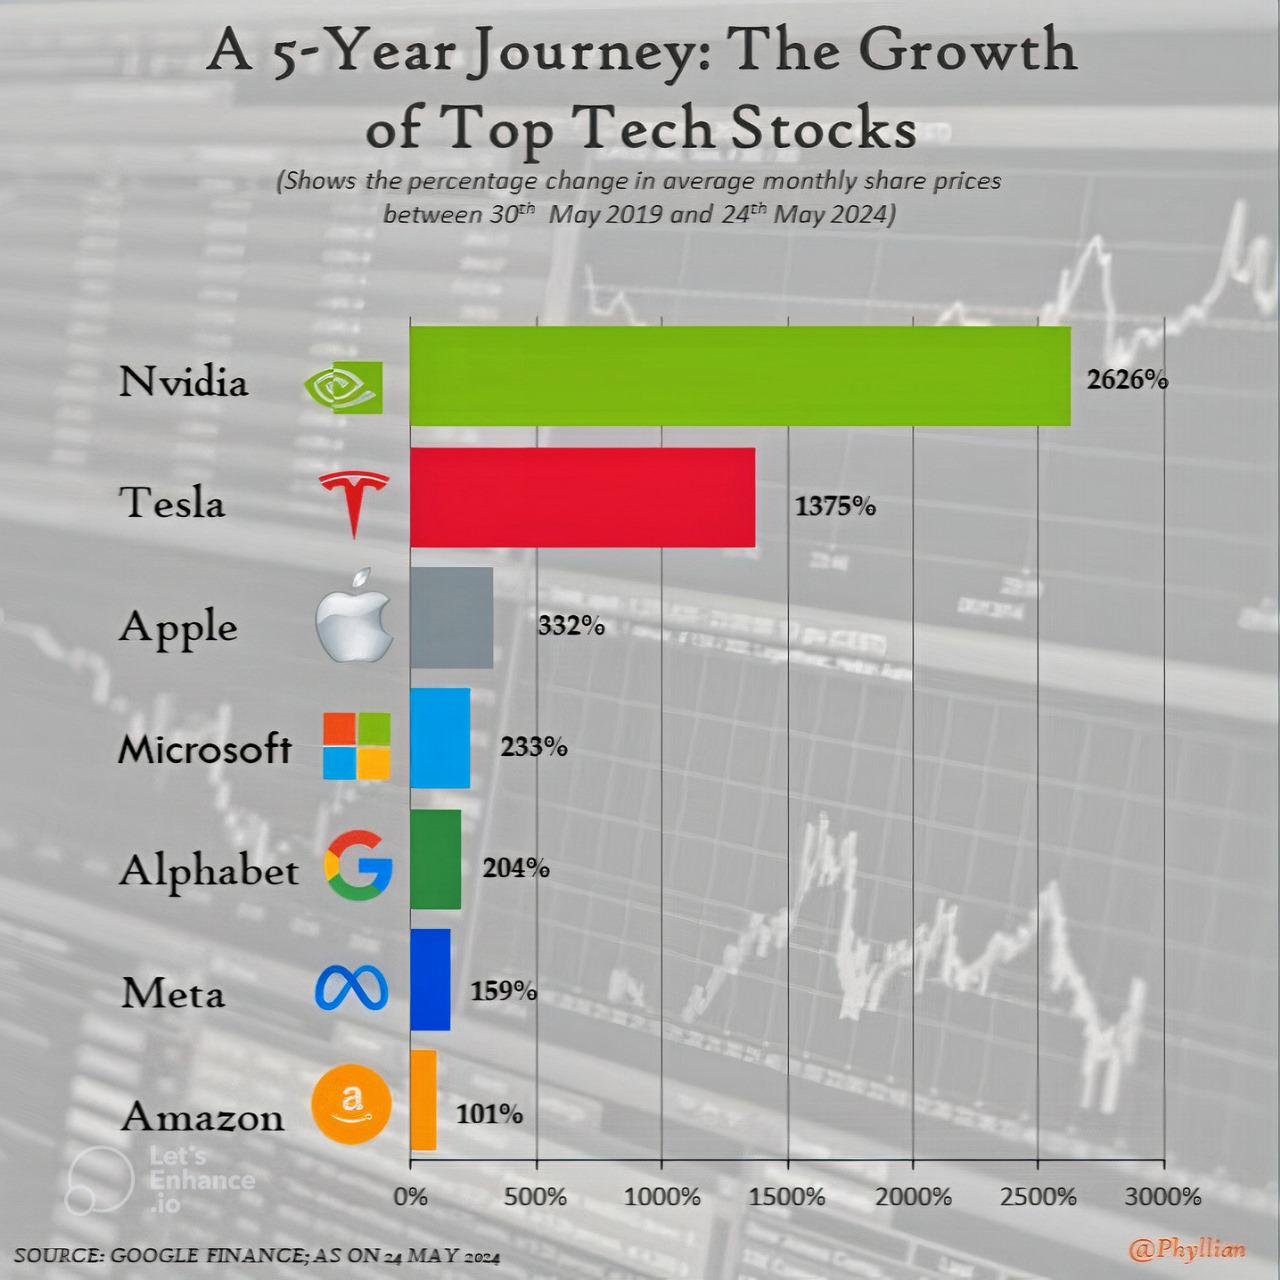 A 5-Year Journey: The Growth
of Top Tech Stocks
(Shows the percentage change in average monthly share prices
between 30th May 2019 and 24th May 2024)
Nvidia 2626%
Tesla 1375%
Apple 332%
Microsoft 233%
Alphabet 204%
Meta 159%
Amazon a 101%
Let's
Enhance
.io
0% 500% 1000% 1500% 2000% 2500% 3000%
SOURCE: GOOGLE FINANCE; AS ON 24 MAY 2024
@Phyllian